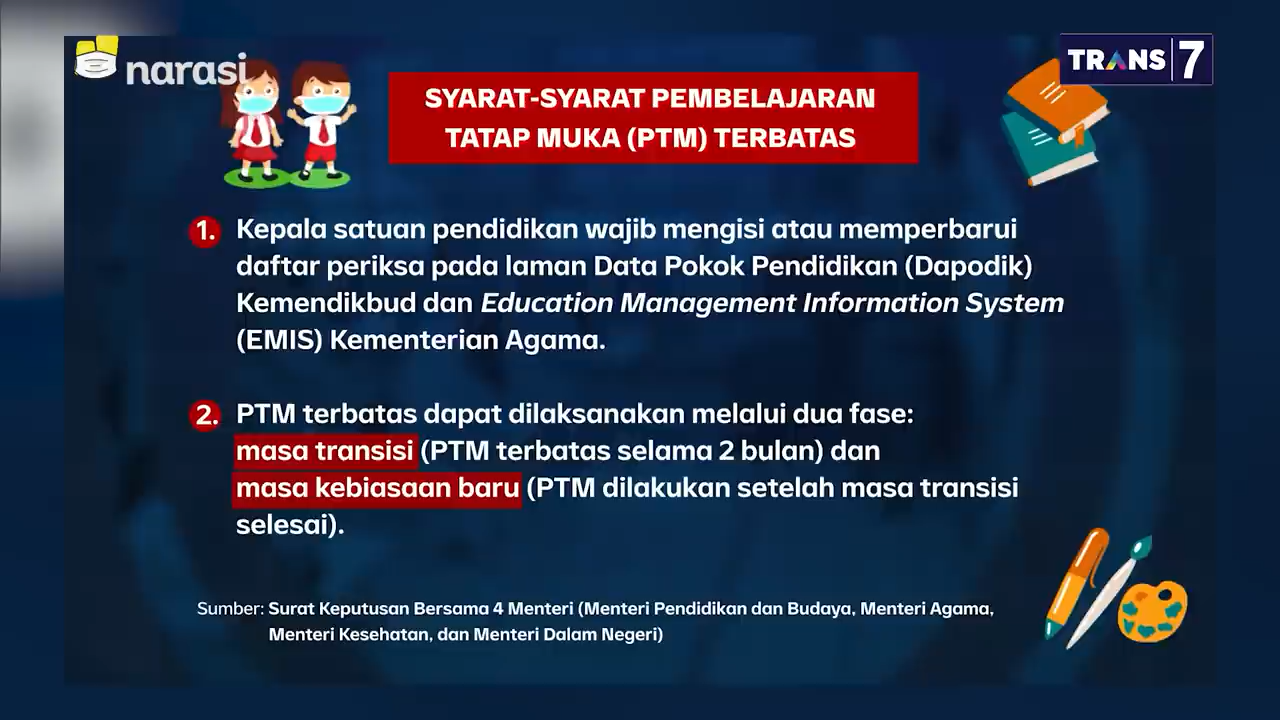 narasi
TRANS 7
SYARAT-SYARAT PEMBELAJARAN
TATAP MUKA (PTM) TERBATAS
1. Kepala satuan pendidikan wajib mengisi atau memperbarui
daftar periksa pada laman Data Pokok Pendidikan (Dapodik)
Kemendikbud dan Education Management Information System
(EMIS) Kementerian Agama.
2. PTM terbatas dapat dilaksanakan melalui dua fase:
masa transisi (PTM terbatas selama 2 bulan) dan
masa kebiasaan baru (PTM dilakukan setelah masa transisi
selesai).
Sumber: Surat Keputusan Bersama 4 Menteri (Menteri Pendidikan dan Budaya, Menteri Agama,
Menteri Kesehatan, dan Menteri Dalam Negeri)